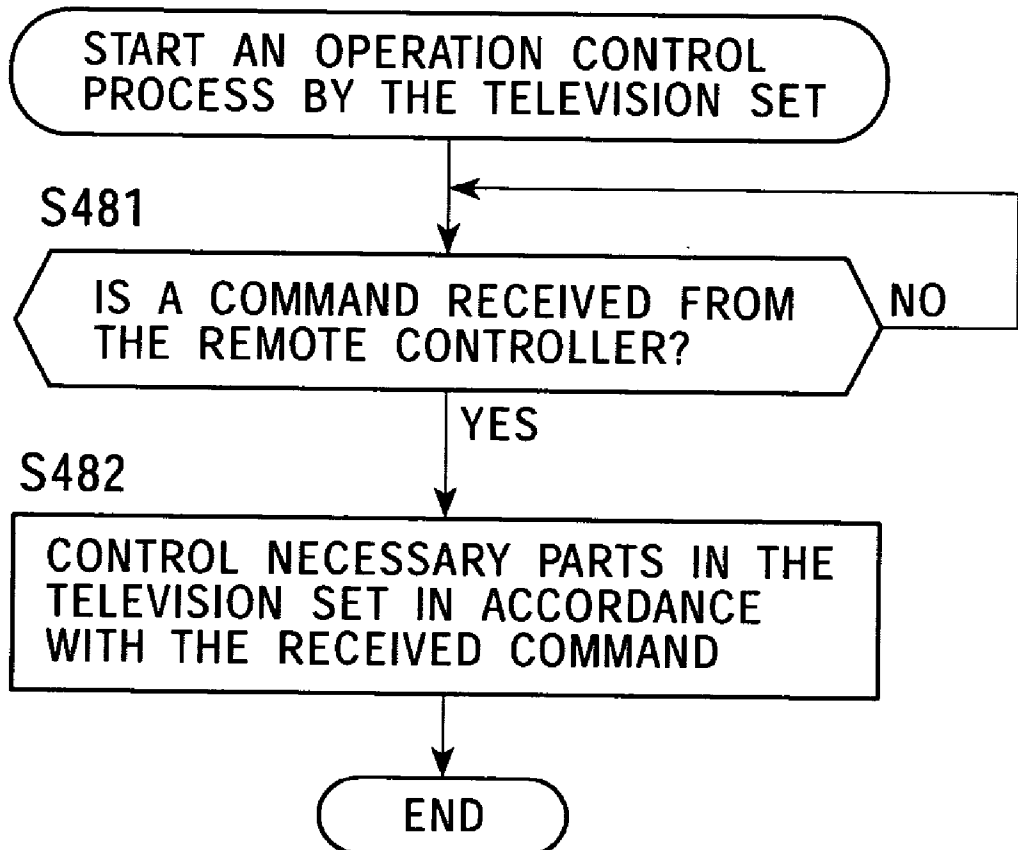 START AN OPERATION CONTROL
PROCESS BY THE TELEVISION SET
S481
IS A COMMAND RECEIVED FROM
THE REMOTE CONTROLLER?
NO
YES
S482
CONTROL NECESSARY PARTS IN THE
TELEVISION SET IN ACCORDANCE
WITH THE RECEIVED COMMAND
END